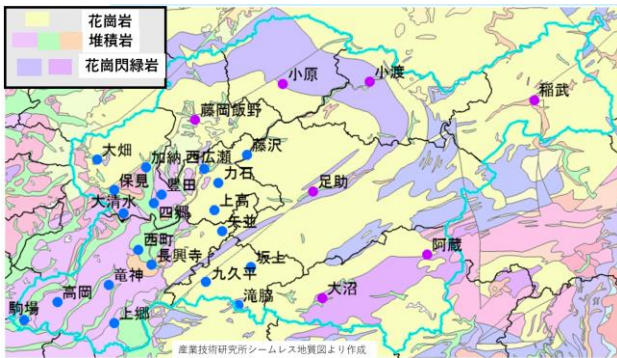 花崗岩
堆積岩
花崗閃緑岩
小原
小渡
稲武
藤岡飯野
大畑
加納
西広瀬
藤沢
保見
豊田
力石
足助
大清水
四郷
上高
矢並
西町
長興寺
阿蔵
竜神
九久平
坂上
駒場
高岡
上郷
滝脇
大沼
産業技術研究所シームレス地質図より作成